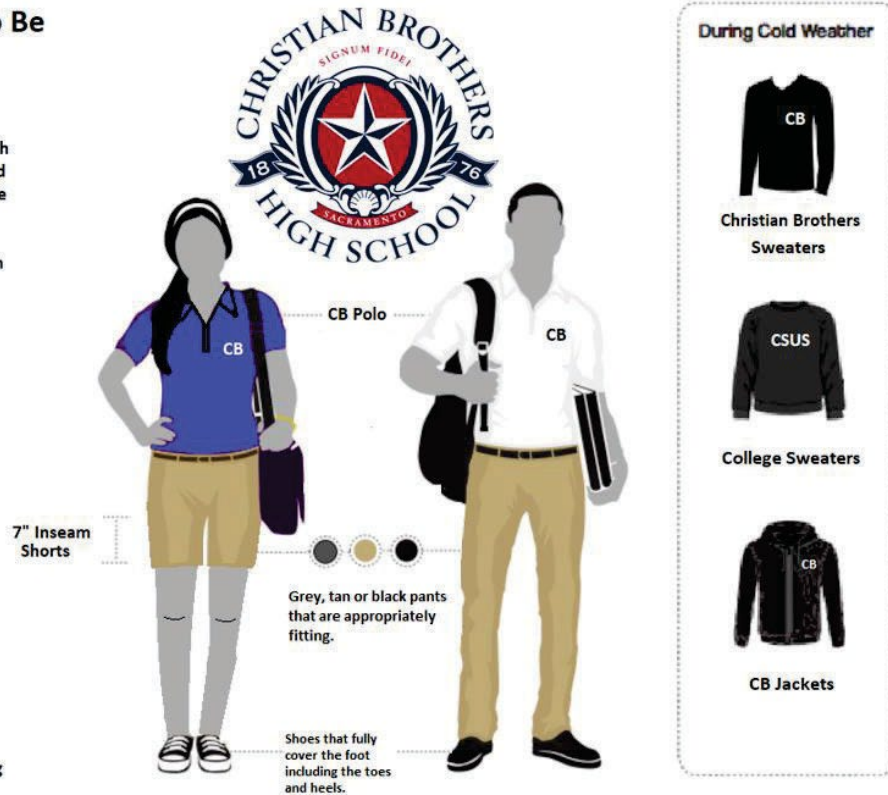 o Be
h
d
e
n
g
CHRISTIAN BROTHERS
SIGNUM FIDEI
18 76
SACRAMENTO
HIGH SCHOOL
CB Polo
CB
CB
7" Inseam
Shorts
Grey, tan or black pants
that are appropriately
fitting.
Shoes that fully
cover the foot
including the toes
and heels.
During Cold Weather
CB
Christian Brothers
Sweaters
CSUS
College Sweaters
CB
CB Jackets